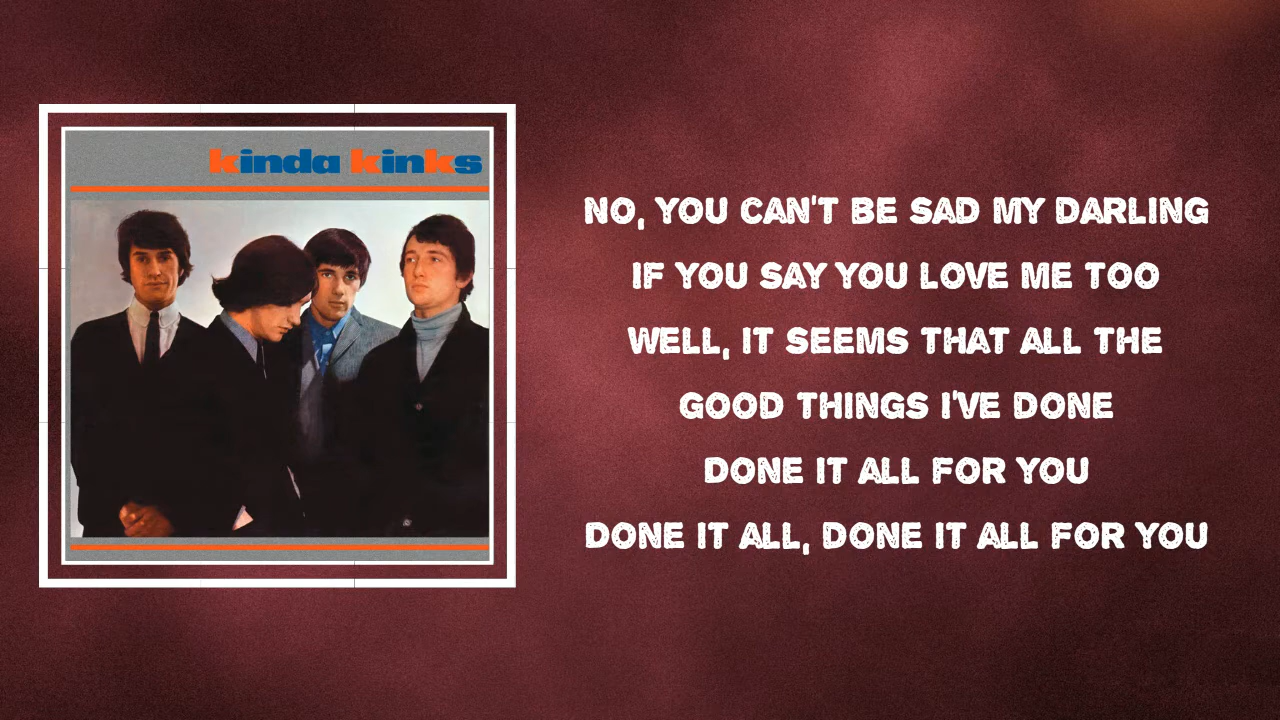 kinda kinks
NO, YOU CAN'T BE SAD MY DARLING
IF YOU SAY YOU LOVE ME TOO
WELL, IT SEEMS THAT ALL THE
GOOD THINGS I'VE DONE
DONE IT ALL FOR YOU
DONE IT ALL, DONE IT ALL FOR YOU